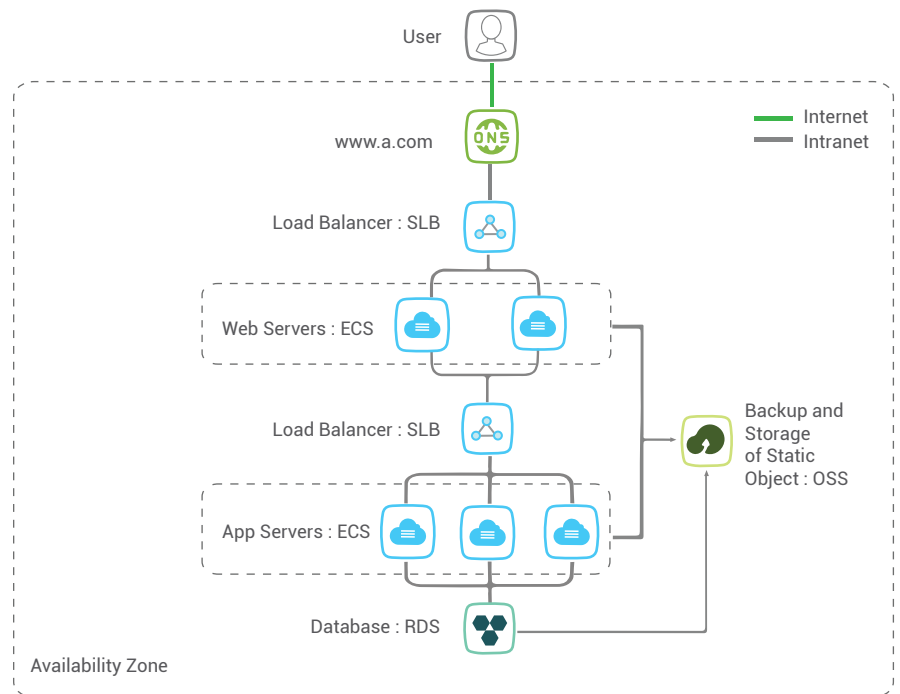 User
Internet
www.a.com
ONS
Intranet
Load Balancer : SLB
Web Servers : ECS
Load Balancer : SLB
Backup and
Storage
of Static
Object : OSS
App Servers : ECS
Database : RDS
Availability Zone